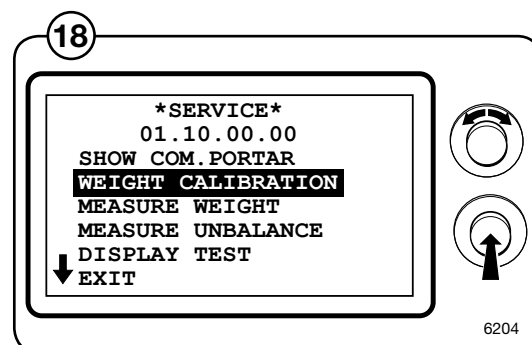 18
*SERVICE*
01.10.00.00
SHOW COM.PORTAR
WEIGHT CALIBRATION
MEASURE WEIGHT
MEASURE UNBALANCE
DISPLAY TEST
EXIT
6204